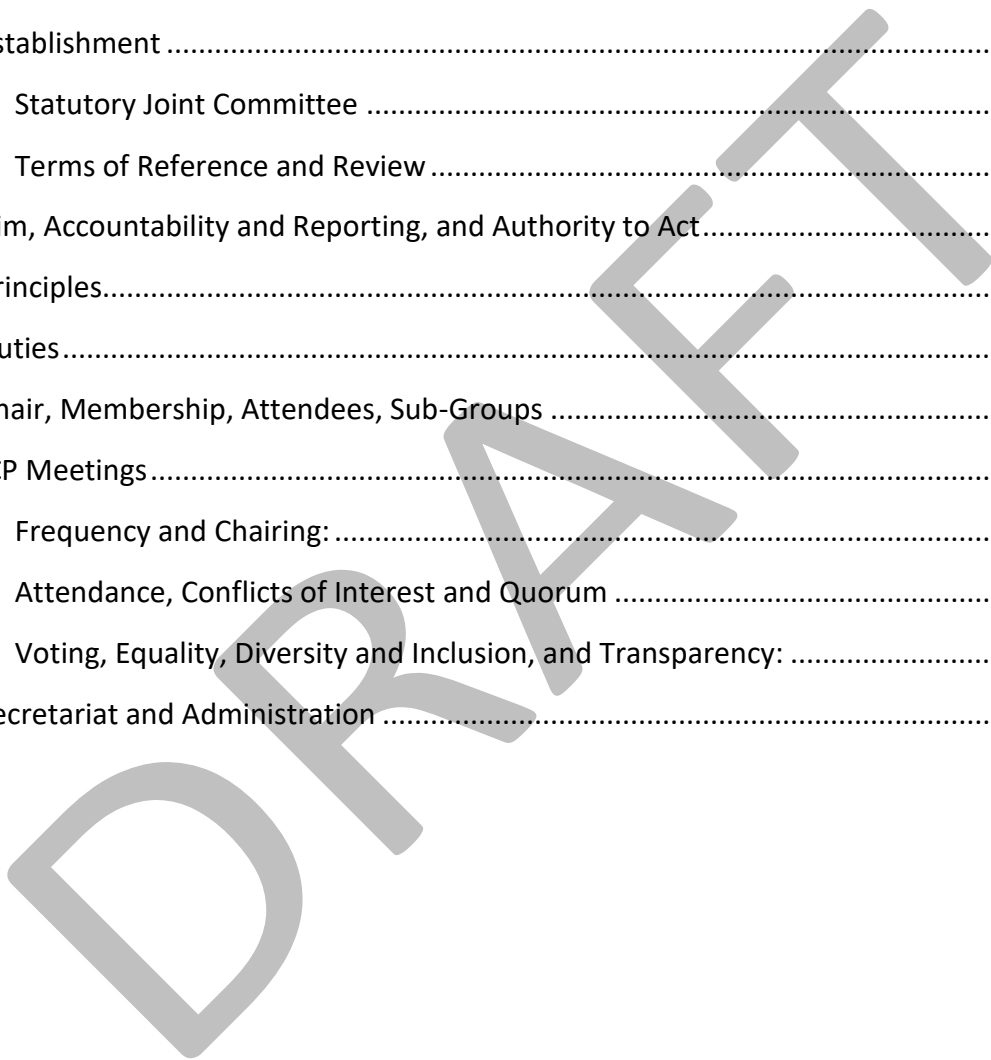 stablishment ................................................................
Statutory Joint Committee ................................................................
Terms of Reference and Review ................................................................
im, Accountability and Reporting, and Authority to Act................................
rinciples................................................................
uties................................................................
hair, Membership, Attendees, Sub-Groups ................................................
CP Meetings................................................................
Frequency and Chairing: ................................................................
Attendance, Conflicts of Interest and Quorum ................................................
Voting, Equality, Diversity and Inclusion, and Transparency: ........................
ecretariat and Administration ................................................................
DRAFT